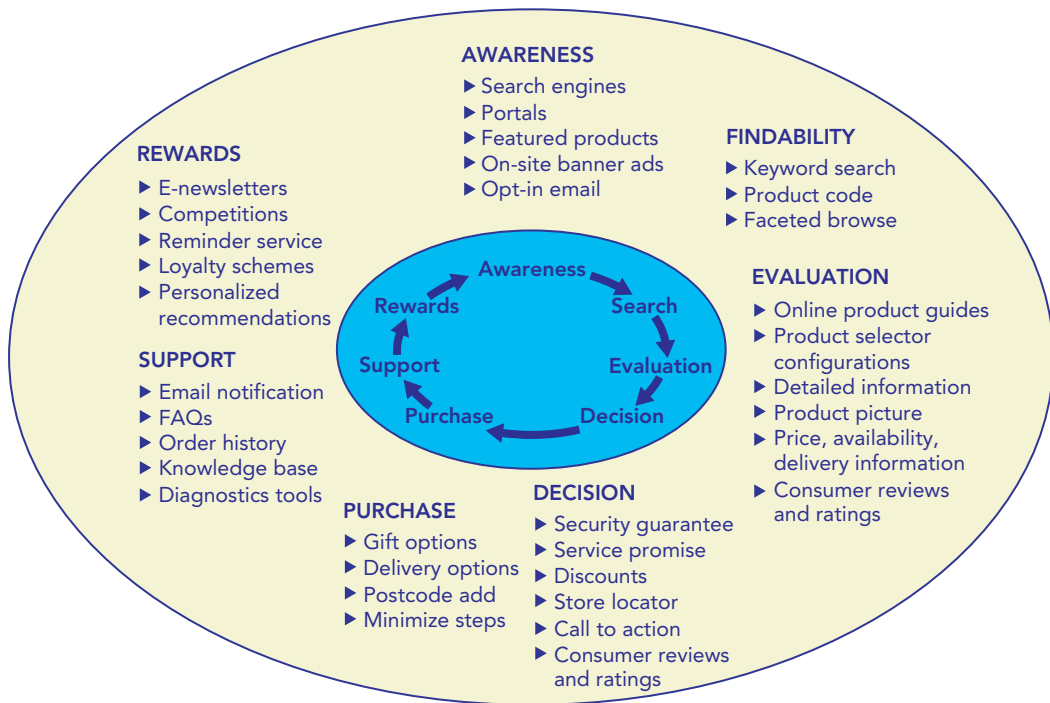 AWARENESS
▶ Search engines
▶ Portals
▶ Featured products
▶ On-site banner ads
▶ Opt-in email
FINDABILITY
▶ Keyword search
▶ Product code
▶ Faceted browse
EVALUATION
▶ Online product guides
▶ Product selector
configurations
▶ Detailed information
▶ Product picture
▶ Price, availability,
delivery information
▶ Consumer reviews
and ratings
DECISION
▶ Security guarantee
▶ Service promise
▶ Discounts
▶ Store locator
▶ Call to action
▶ Consumer reviews
and ratings
PURCHASE
▶ Gift options
▶ Delivery options
▶ Postcode add
▶ Minimize steps
SUPPORT
▶ Email notification
▶ FAQs
▶ Order history
▶ Knowledge base
▶ Diagnostics tools
REWARDS
▶ E-newsletters
▶ Competitions
▶ Reminder service
▶ Loyalty schemes
▶ Personalized
recommendations
Awareness
Search
Evaluation
Decision
Purchase
Support
Rewards